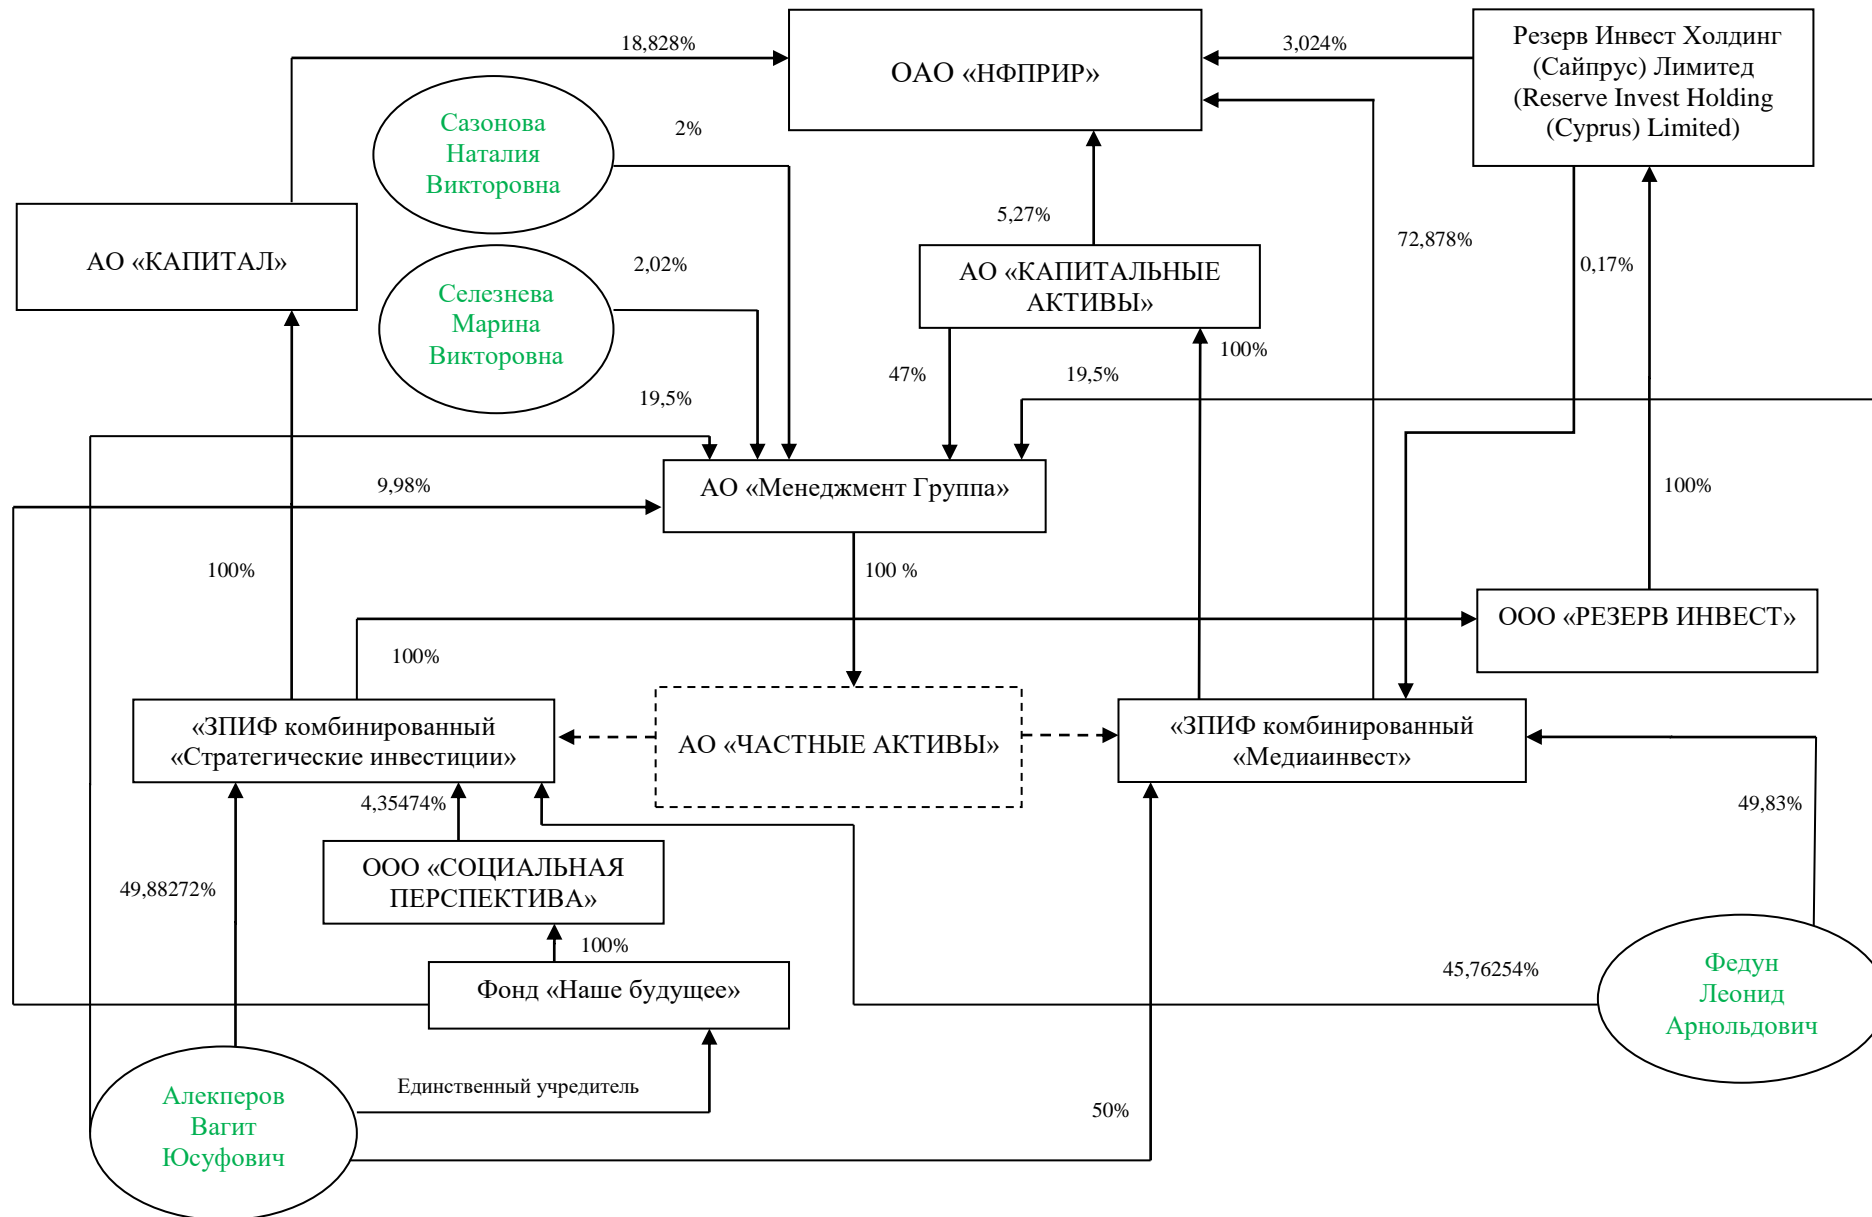 18,828%
ОАО «НФПРИР»
3,024%
Резерв Инвест Холдинг
(Сайпрус) Лимитед
(Reserve Invest Holding
(Cyprus) Limited)
Сазонова
Наталия
Викторовна
2%
АО «КАПИТАЛ»
5,27%
72,878%
0,17%
Селезнева
Марина
Викторовна
2,02%
АО «КАПИТАЛЬНЫЕ
АКТИВЫ»
19,5%
47%
19,5%
100%
9,98%
АО «Менеджмент Группа»
100%
100%
100 %
ООО «РЕЗЕРВ ИНВЕСТ»
100%
«ЗПИФ комбинированный
«Стратегические инвестиции»
АО «ЧАСТНЫЕ АКТИВЫ»
«ЗПИФ комбинированный
«Медиаинвест»
4,35474%
49,83%
49,88272%
ООО «СОЦИАЛЬНАЯ
ПЕРСПЕКТИВА»
100%
45,76254%
Фонд «Наше будущее»
Федун
Леонид
Арнольдович
Единственный учредитель
Алекперов
Вагит
Юсуфович
50%